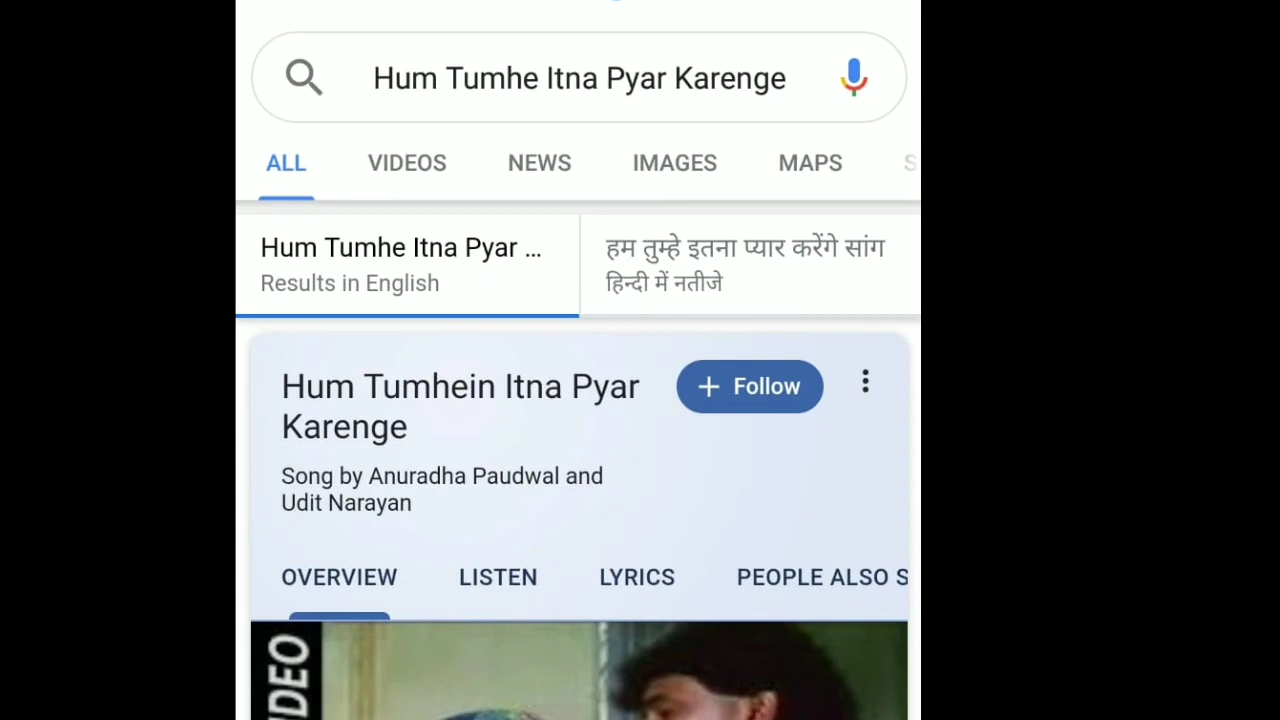 Hum Tumhe Itna Pyar Karenge
ALL VIDEOS NEWS IMAGES MAPS S
Hum Tumhe Itna Pyar ...
Results in English
हम तुम्हे इतना प्यार करेंगे सांग
हिन्दी में नतीजे
Hum Tumhein Itna Pyar
Karenge
+ Follow
Song by Anuradha Paudwal and
Udit Narayan
OVERVIEW LISTEN LYRICS PEOPLE ALSO S
IDEO